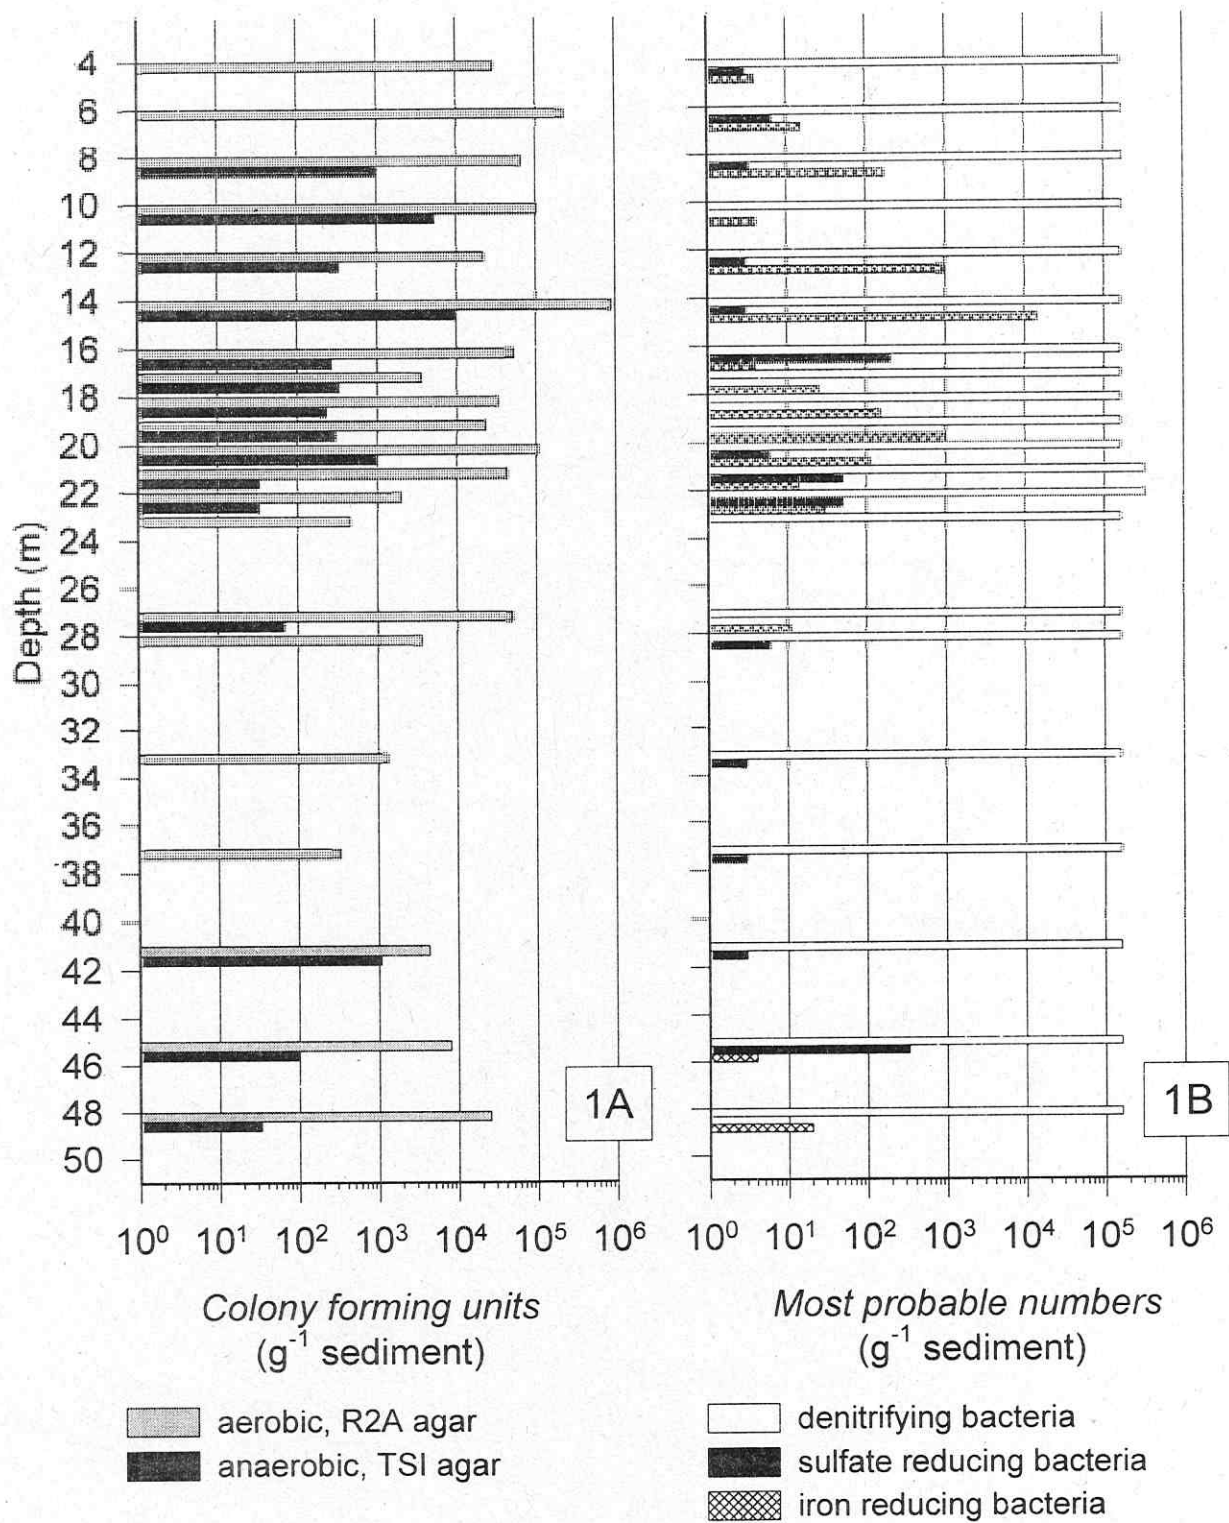 4
6
8
10
12
14
16
18
20
22
24
26
28
30
32
34
36
38
40
42
44
46
48
50
Depth (m)
1A
1B
10⁰ 10¹ 10² 10³ 10⁴ 10⁵ 10⁶
10⁰ 10¹ 10² 10³ 10⁴ 10⁵ 10⁶
Colony forming units
(g⁻¹ sediment)
Most probable numbers
(g⁻¹ sediment)
aerobic, R2A agar
anaerobic, TSI agar
denitrifying bacteria
sulfate reducing bacteria
iron reducing bacteria